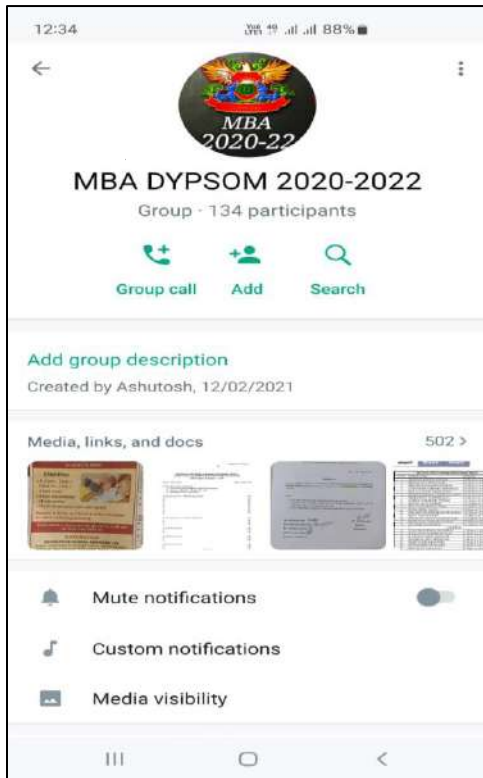 12:34
88%
MBA
2020-22
MBA DYPSOM 2020-2022
Group · 134 participants
Group call Add Search
Add group description
Created by Ashutosh, 12/02/2021
Media, links, and docs 502 >
Mute notifications
Custom notifications
Media visibility